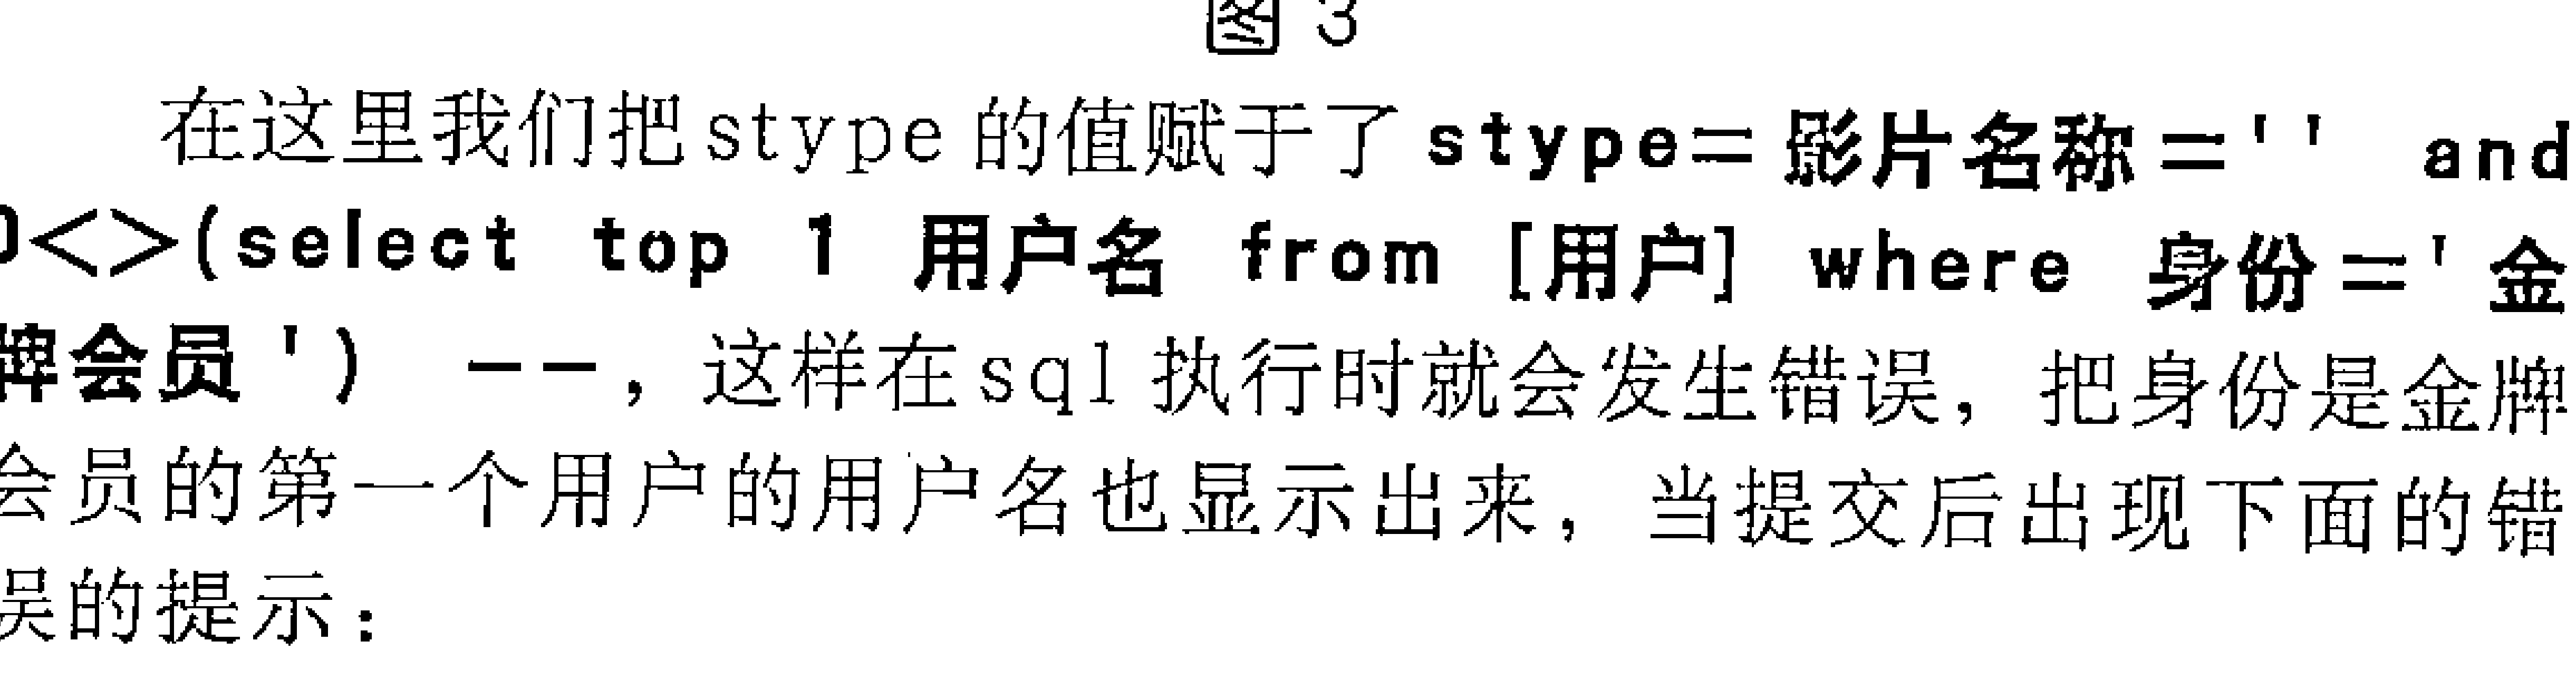 图 3
在这里我们把stype的值赋于了stype=影片名称='' and
0<>(select top 1 用户名 from [用户] where 身份='金
牌会员') --，这样在sql执行时就会发生错误，把身份是金牌
会员的第一个用户的用户名也显示出来，当提交后出现下面的错
误的提示：